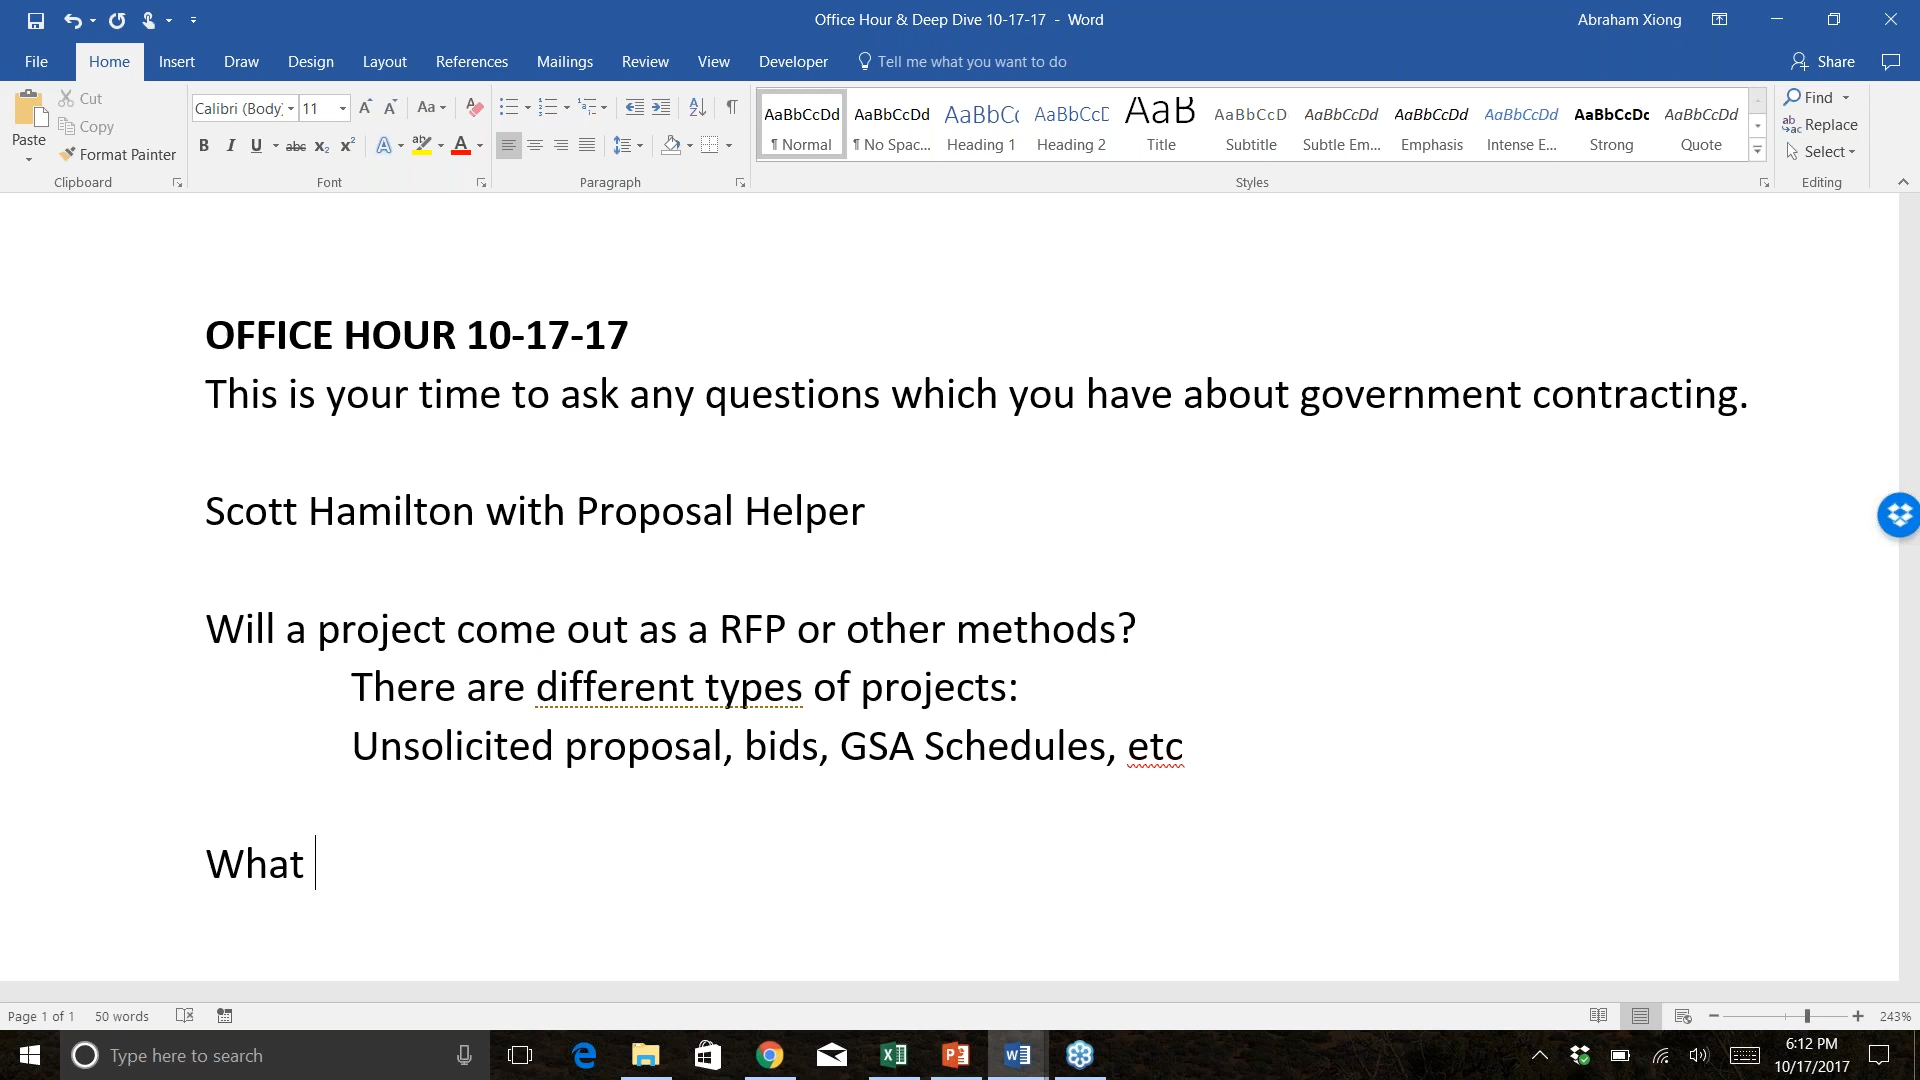 Office Hour & Deep Dive 10-17-17 - Word
Abraham Xiong
File Home Insert Draw Design Layout References Mailings Review View Developer Tell me what you want to do
Share
Paste
Cut
Copy
Format Painter
Clipboard
Calibri (Body) 11
Font
Paragraph
AaBbCcDd AaBbCcDd AaBbCc AaBbCcD AaB AaBbCcD AaBbCcDd AaBbCcDd AaBbCcDd AaBbCcDc AaBbCcDd
¶ Normal ¶ No Spac... Heading 1 Heading 2 Title Subtitle Subtle Em... Emphasis Intense E... Strong Quote
Styles
Find
Replace
Select
Editing
OFFICE HOUR 10-17-17
This is your time to ask any questions which you have about government contracting.
Scott Hamilton with Proposal Helper
Will a project come out as a RFP or other methods?
There are different types of projects:
Unsolicited proposal, bids, GSA Schedules, etc
What
Page 1 of 1 50 words
243%
Type here to search
6:12 PM
10/17/2017